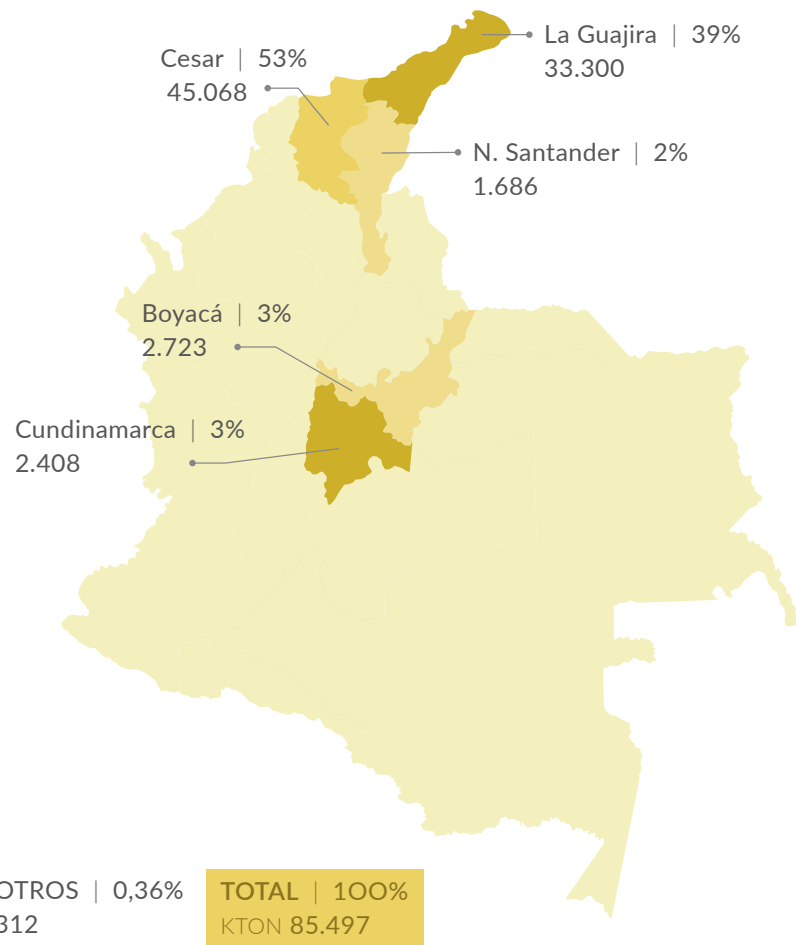 La Guajira | 39%
33.300
Cesar | 53%
45.068
N. Santander | 2%
1.686
Boyacá | 3%
2.723
Cundinamarca | 3%
2.408
OTROS | 0,36%
312
TOTAL | 100%
KTON 85.497